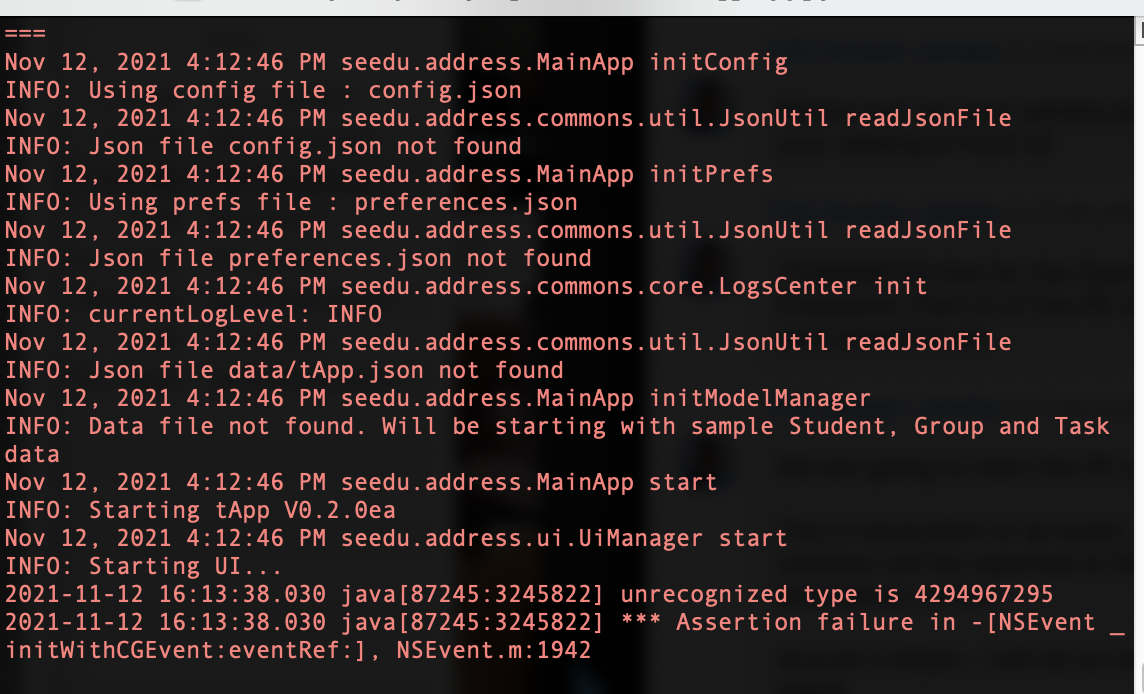 ===
Nov 12, 2021 4:12:46 PM seedu.address.MainApp initConfig
INFO: Using config file : config.json
Nov 12, 2021 4:12:46 PM seedu.address.commons.util.JsonUtil readJsonFile
INFO: Json file config.json not found
Nov 12, 2021 4:12:46 PM seedu.address.MainApp initPrefs
INFO: Using prefs file : preferences.json
Nov 12, 2021 4:12:46 PM seedu.address.commons.util.JsonUtil readJsonFile
INFO: Json file preferences.json not found
Nov 12, 2021 4:12:46 PM seedu.address.commons.core.LogsCenter init
INFO: currentLogLevel: INFO
Nov 12, 2021 4:12:46 PM seedu.address.commons.util.JsonUtil readJsonFile
INFO: Json file data/tApp.json not found
Nov 12, 2021 4:12:46 PM seedu.address.MainApp initModelManager
INFO: Data file not found. Will be starting with sample Student, Group and Task
data
Nov 12, 2021 4:12:46 PM seedu.address.MainApp start
INFO: Starting tApp V0.2.0ea
Nov 12, 2021 4:12:46 PM seedu.address.ui.UiManager start
INFO: Starting UI...
2021-11-12 16:13:38.030 java[87245:3245822] unrecognized type is 4294967295
2021-11-12 16:13:38.030 java[87245:3245822] *** Assertion failure in -[NSEvent _
initWithCGEvent:eventRef:], NSEvent.m:1942